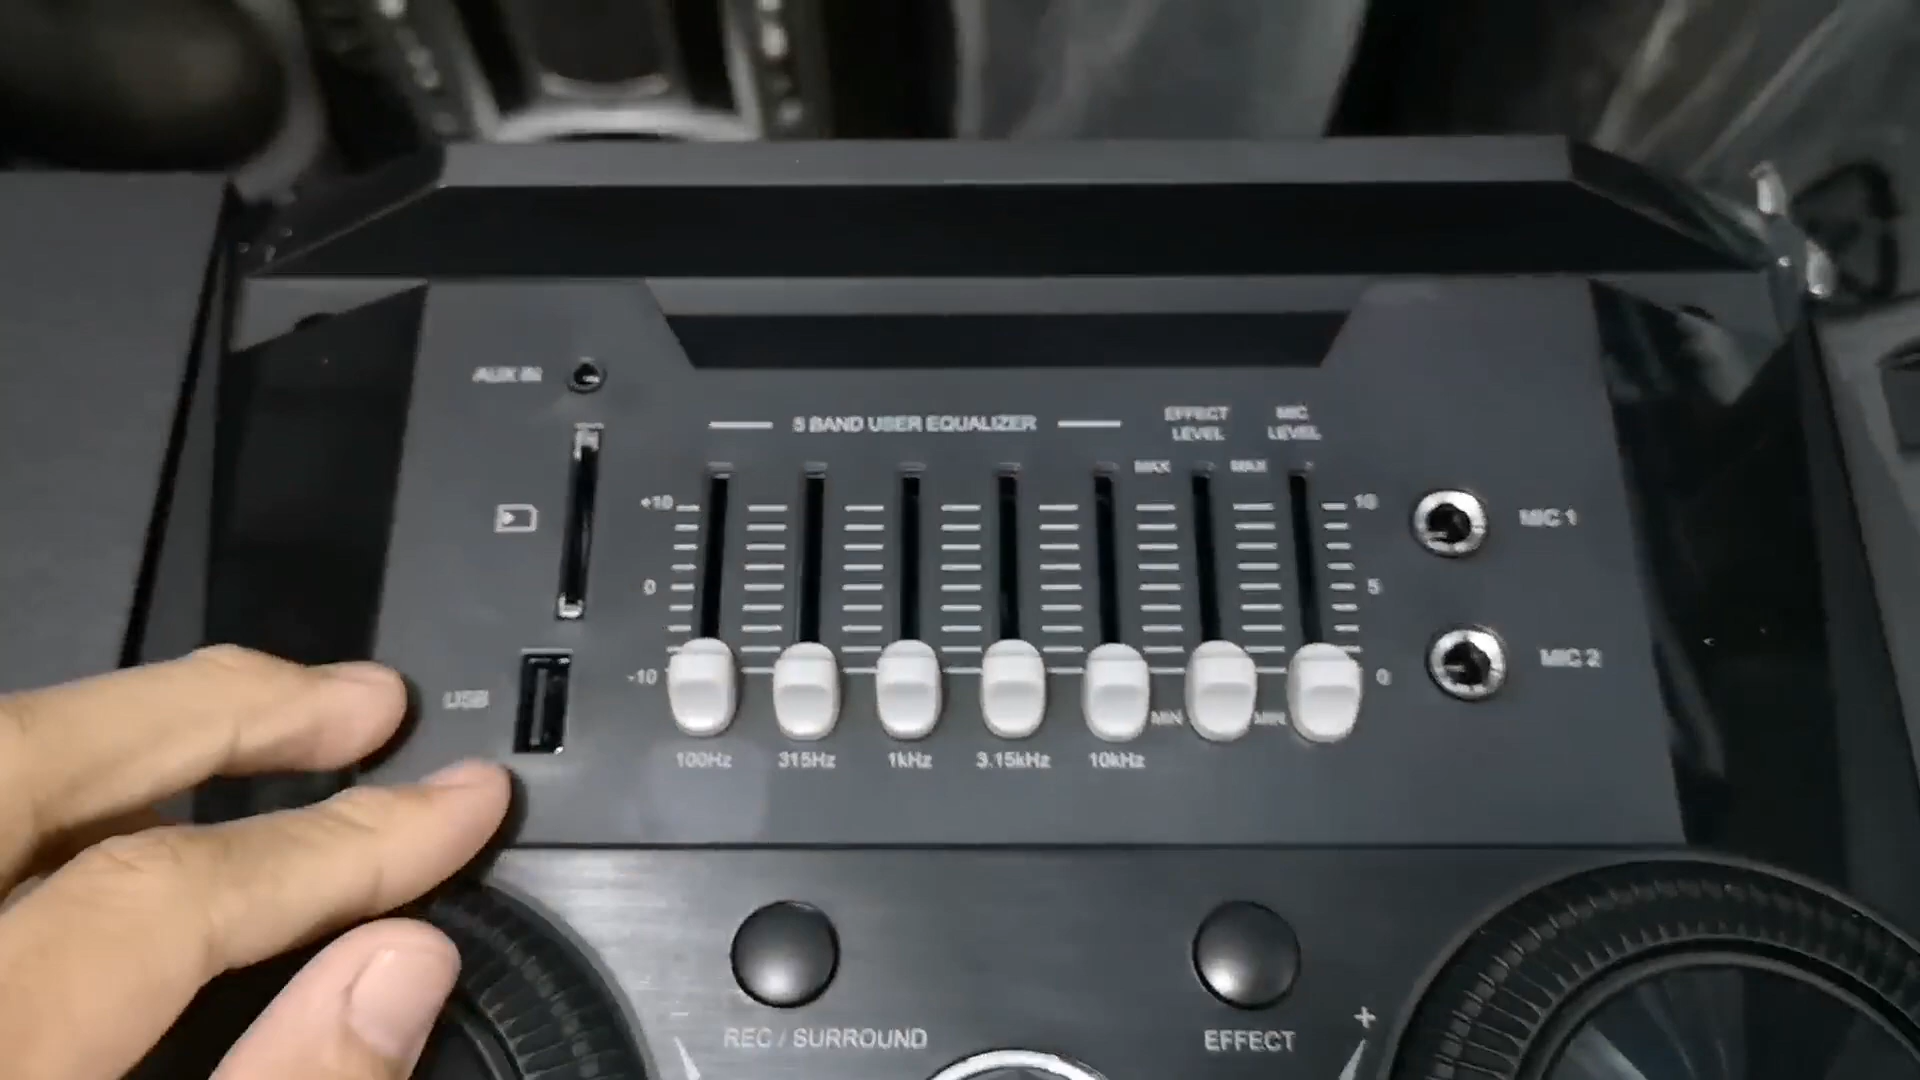 AUX IN
5 BAND USER EQUALIZER
EFFECT
LEVEL
MIC
LEVEL
MAX
MAX
+10
10
MIC 1
0
5
MIC 2
-10
0
USB
MIN
MIN
100Hz
315Hz
1kHz
3.15kHz
10kHz
-
+
REC / SURROUND
EFFECT